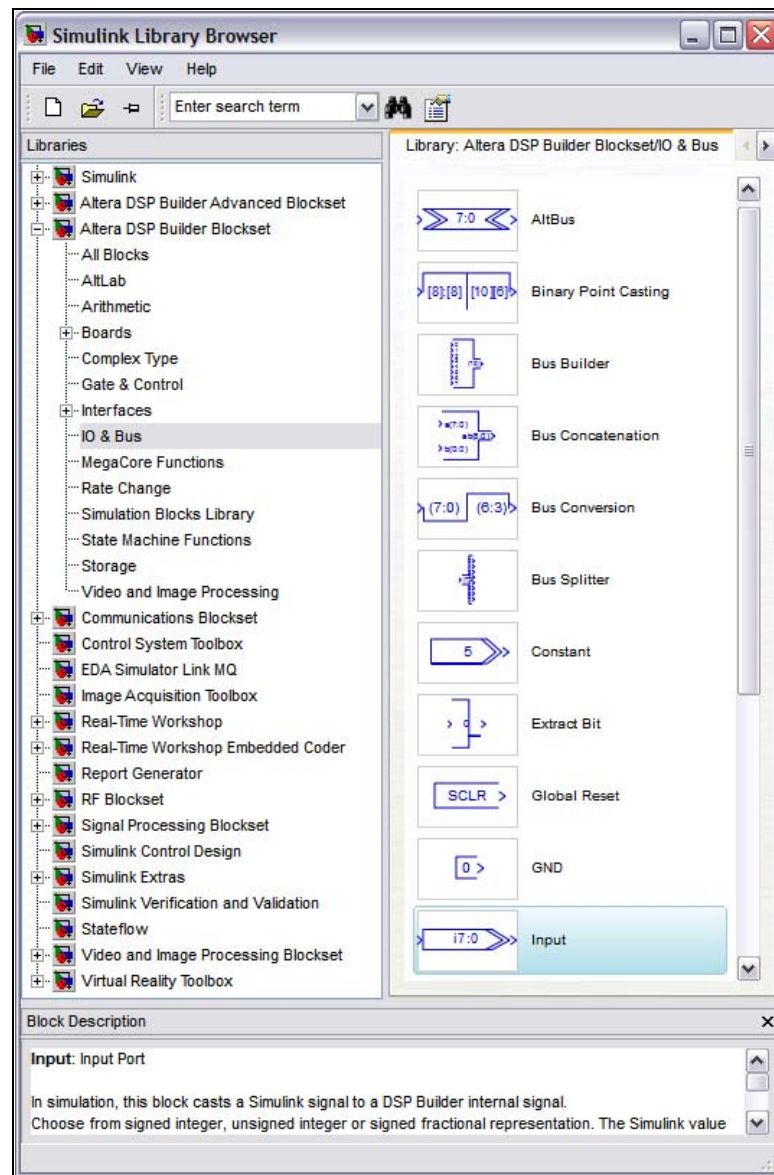 Simulink Library Browser
File Edit View Help
Enter search term
Libraries
Simulink
Altera DSP Builder Advanced Blockset
Altera DSP Builder Blockset
All Blocks
AltLab
Arithmetic
Boards
Complex Type
Gate & Control
Interfaces
IO & Bus
MegaCore Functions
Rate Change
Simulation Blocks Library
State Machine Functions
Storage
Video and Image Processing
Communications Blockset
Control System Toolbox
EDA Simulator Link MQ
Image Acquisition Toolbox
Real-Time Workshop
Real-Time Workshop Embedded Coder
Report Generator
RF Blockset
Signal Processing Blockset
Simulink Control Design
Simulink Extras
Simulink Verification and Validation
Stateflow
Video and Image Processing Blockset
Virtual Reality Toolbox
Library: Altera DSP Builder Blockset/IO & Bus
7:0 AltBus
[8]:[8] [10][6] Binary Point Casting
Bus Builder
a(7:0)
b(0:0)
Bus Concatenation
(7:0) (6:3) Bus Conversion
Bus Splitter
5 Constant
Extract Bit
SCLR Global Reset
0 GND
i7:0 Input
Block Description
Input: Input Port
In simulation, this block casts a Simulink signal to a DSP Builder internal signal.
Choose from signed integer, unsigned integer or signed fractional representation. The Simulink value